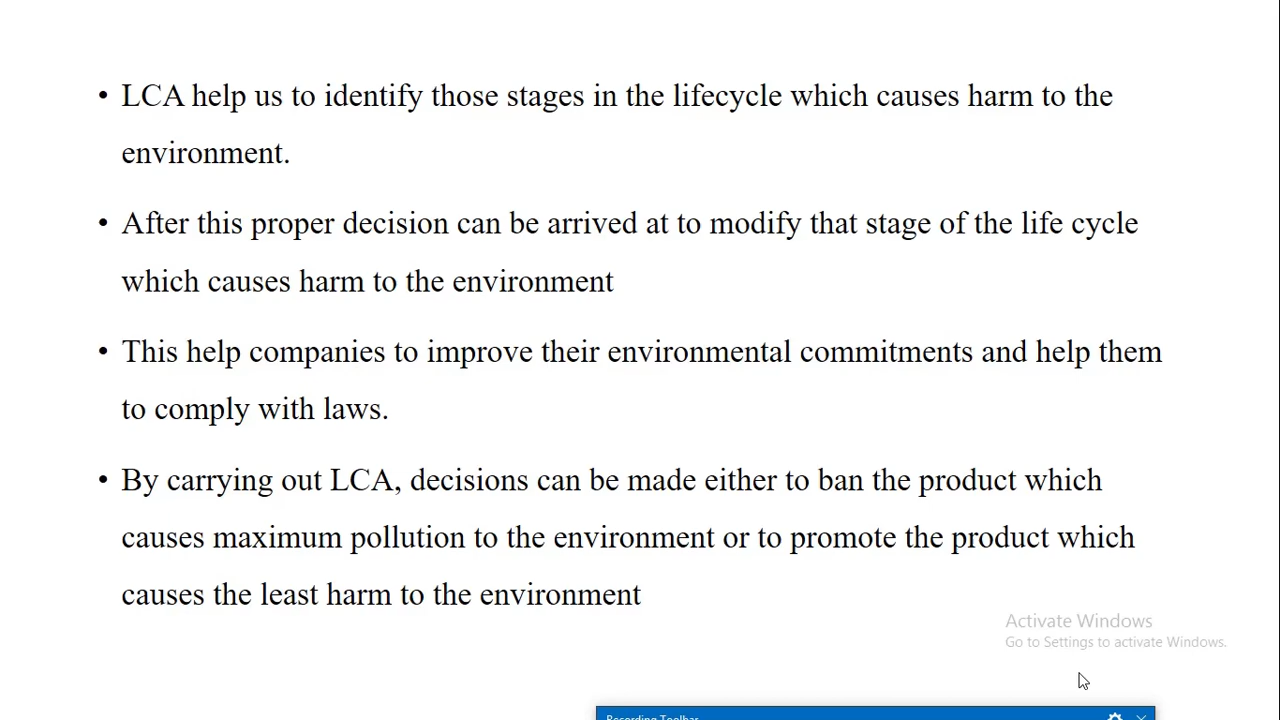 • LCA help us to identify those stages in the lifecycle which causes harm to the
environment.
• After this proper decision can be arrived at to modify that stage of the life cycle
which causes harm to the environment
• This help companies to improve their environmental commitments and help them
to comply with laws.
• By carrying out LCA, decisions can be made either to ban the product which
causes maximum pollution to the environment or to promote the product which
causes the least harm to the environment
Activate Windows
Go to Settings to activate Windows.
Recording Toolbar